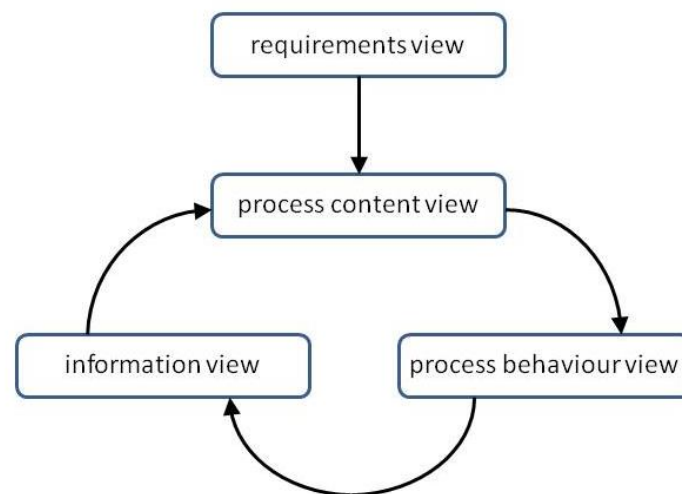 requirements view
process content view
information view
process behaviour view